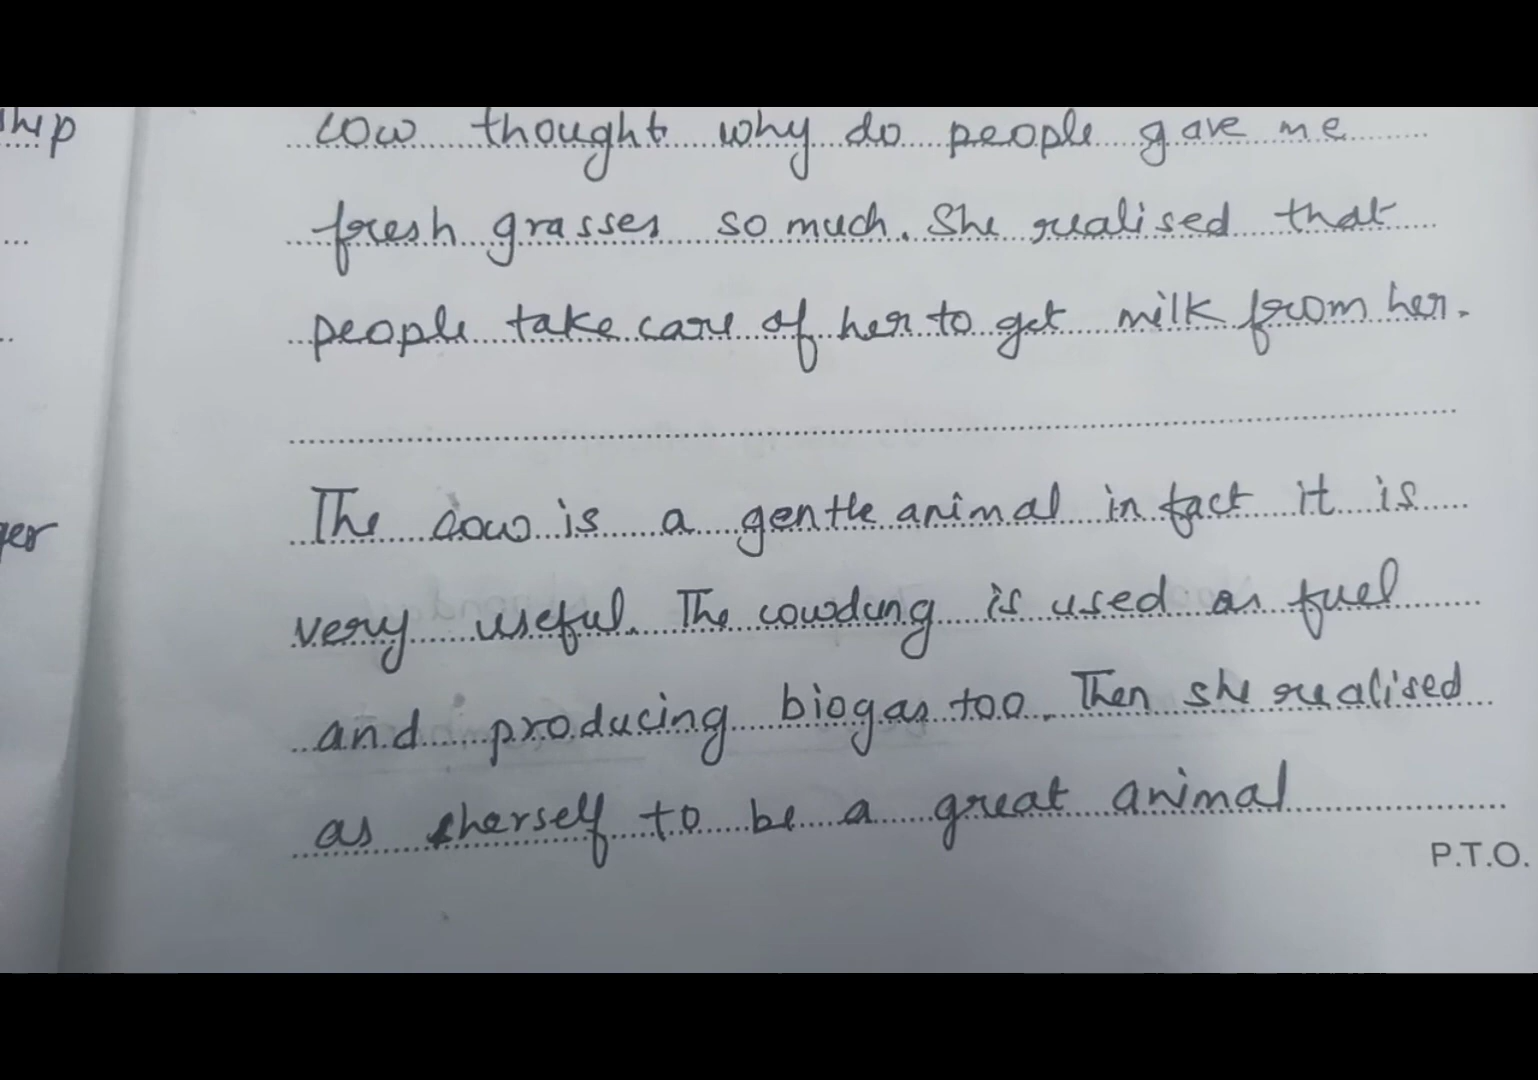 ship
cow thought why do people gave me
fresh grasses so much. She realised that
people take care of her to get milk from her.
The cow is a gentle animal in fact it is
very useful. The cowdung is used as fuel
and producing biogas too. Then she realised
as herself to be a great animal
P.T.O.